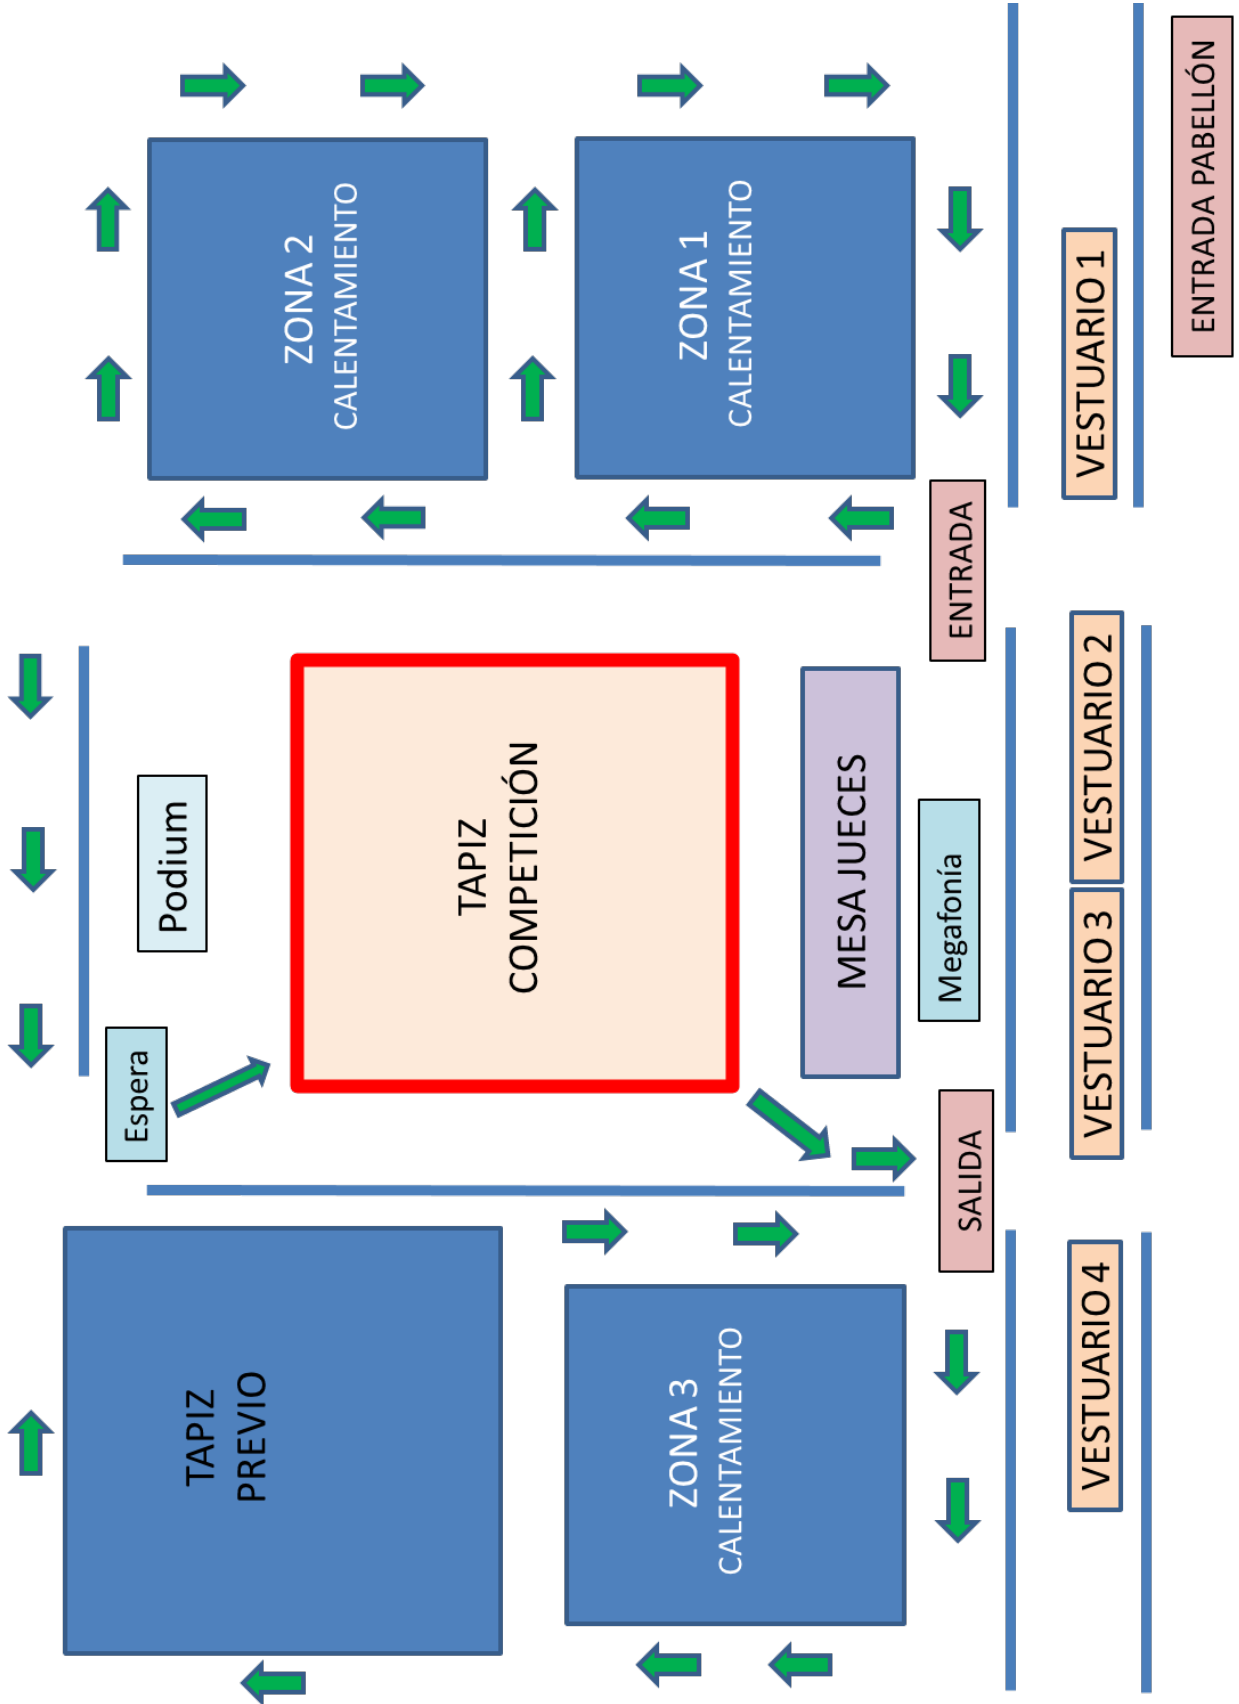 TAPIZ
PREVIO
Espera
Podium
ZONA 2
CALENTAMIENTO
ZONA 3
CALENTAMIENTO
TAPIZ
COMPETICIÓN
ZONA 1
CALENTAMIENTO
MESA JUECES
SALIDA
Megafonía
ENTRADA
VESTUARIO 4
VESTUARIO 3
VESTUARIO 2
VESTUARIO 1
ENTRADA PABELLÓN